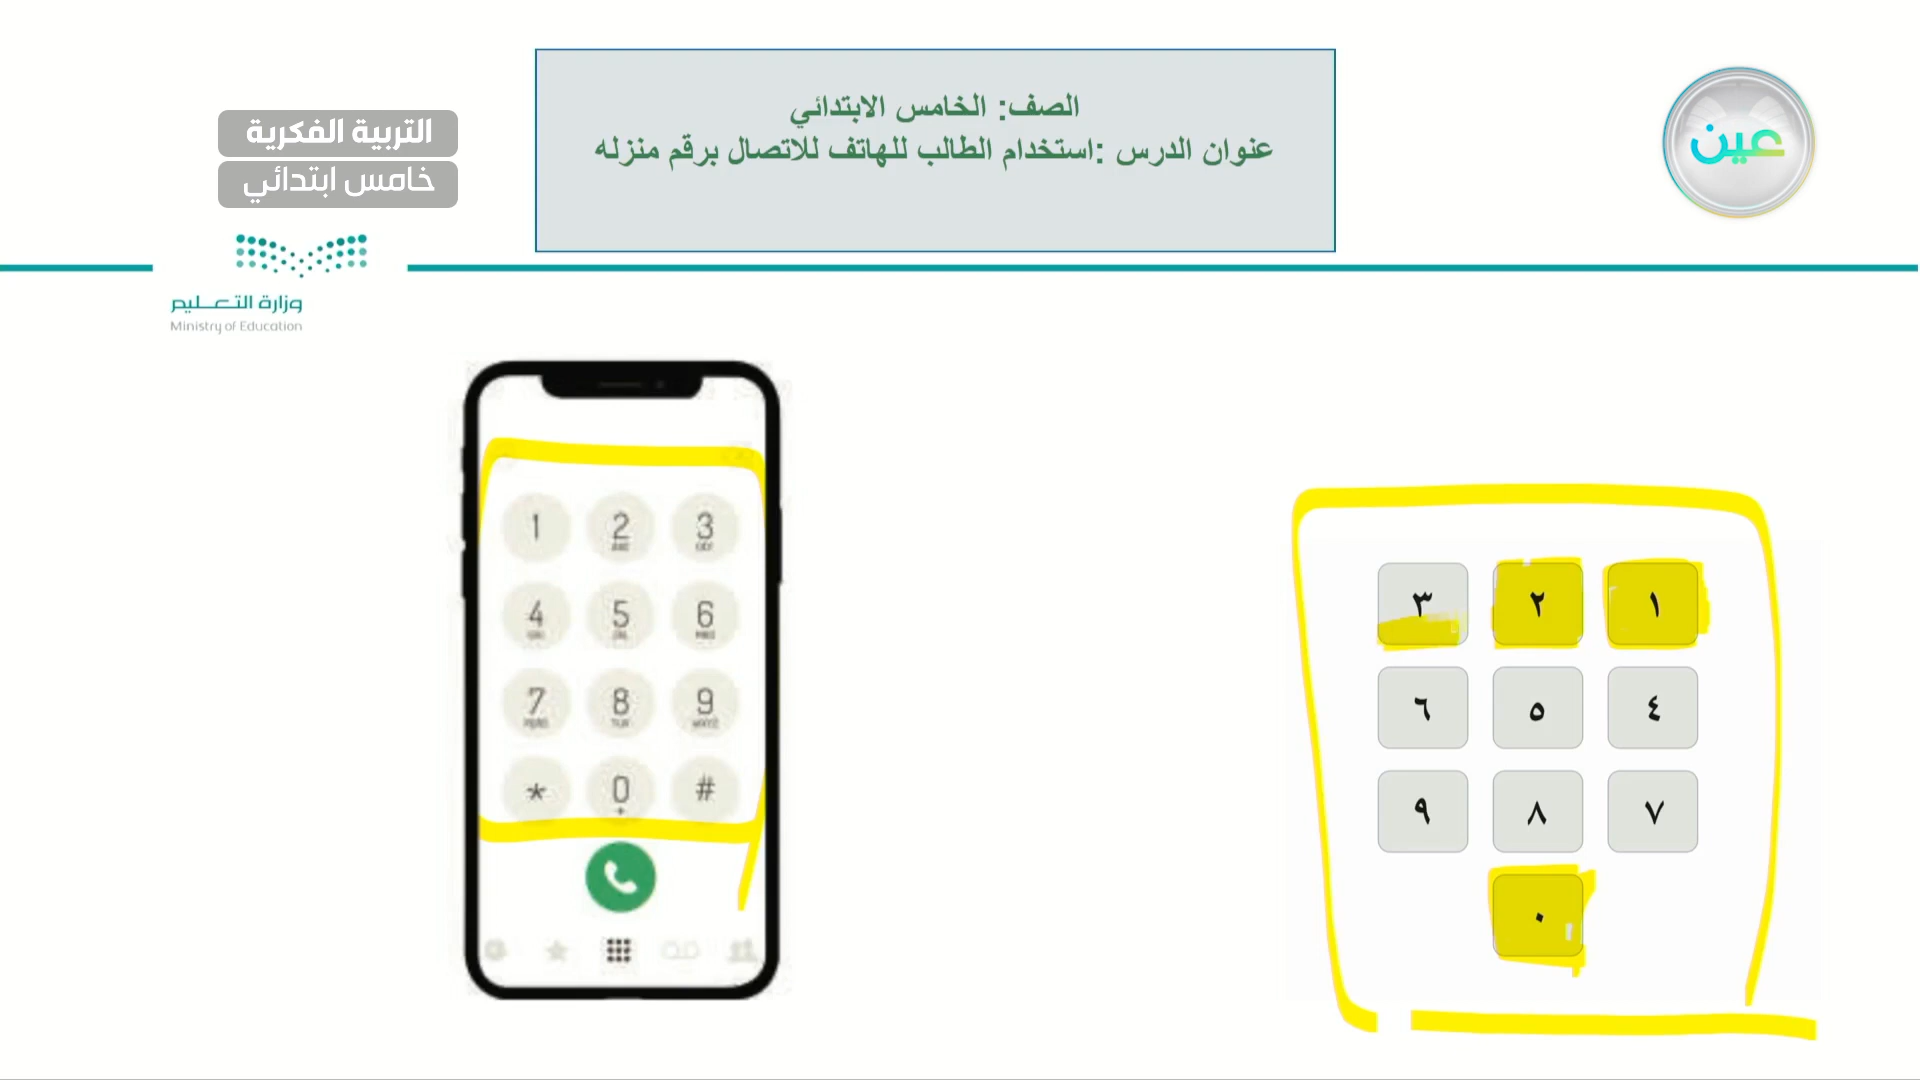 الصف: الخامس الابتدائي
عنوان الدرس :استخدام الطالب للهاتف للاتصال برقم منزله
عين
التربية الفكرية
خامس ابتدائي
وزارة التعليم
Ministry of Education
١ ٢ ٣
٤ ٥ ٦
٧ ٨ ٩
٠
1 2 3
4 5 6
7 8 9
* 0 #
+